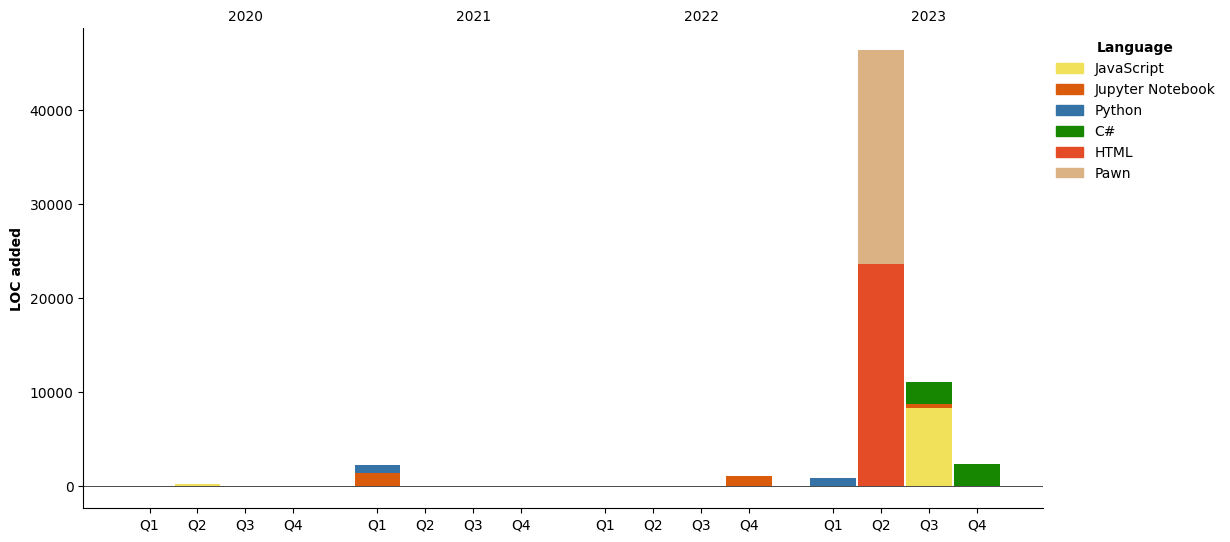 2020 2021 2022 2023
Language
JavaScript
Jupyter Notebook
Python
C#
HTML
Pawn
LOC added
40000
30000
20000
10000
0
Q1 Q2 Q3 Q4 Q1 Q2 Q3 Q4 Q1 Q2 Q3 Q4 Q1 Q2 Q3 Q4